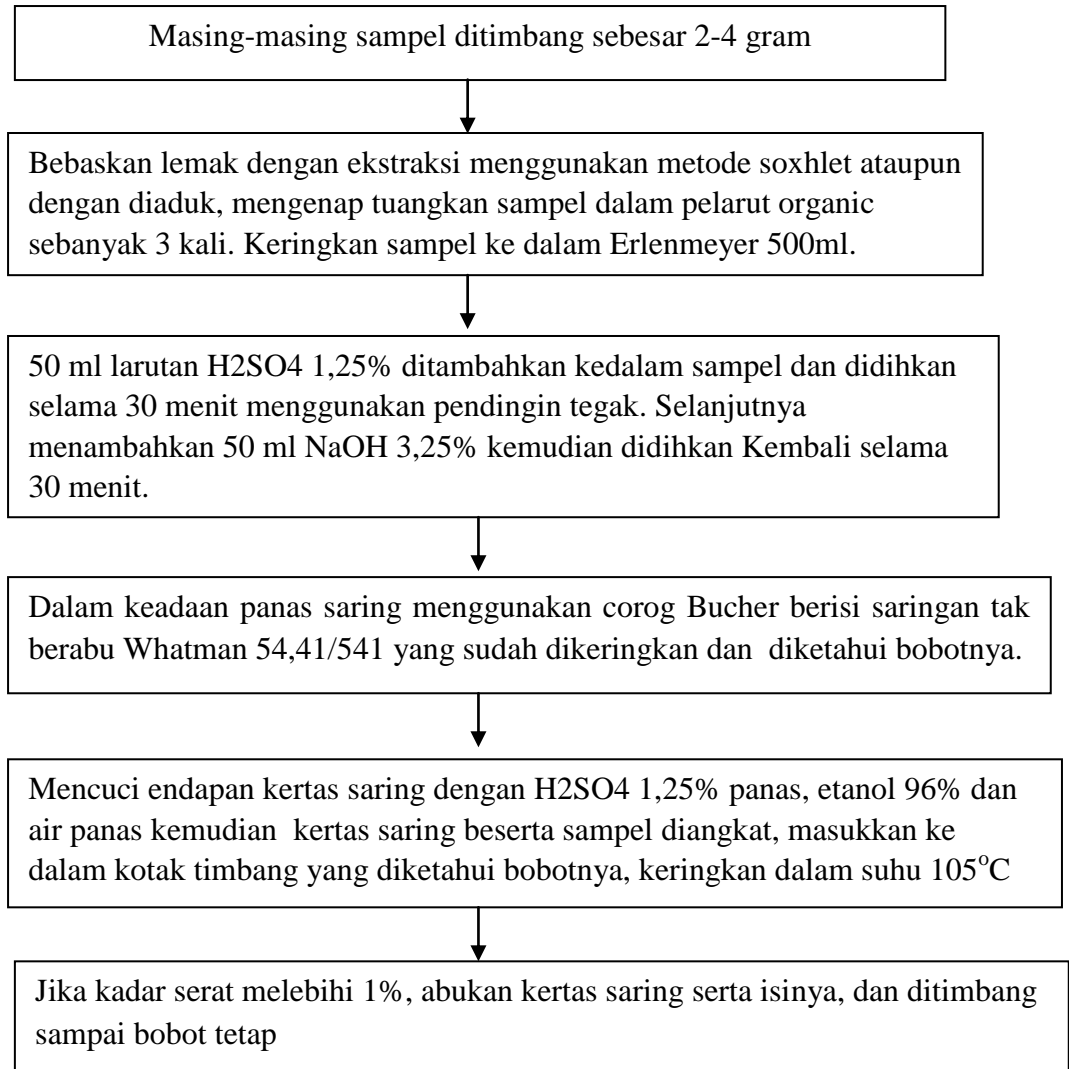 Masing-masing sampel ditimbang sebesar 2-4 gram
Bebaskan lemak dengan ekstraksi menggunakan metode soxhlet ataupun
dengan diaduk, mengenap tuangkan sampel dalam pelarut organic
sebanyak 3 kali. Keringkan sampel ke dalam Erlenmeyer 500ml.
50 ml larutan H2SO4 1,25% ditambahkan kedalam sampel dan didihkan
selama 30 menit menggunakan pendingin tegak. Selanjutnya
menambahkan 50 ml NaOH 3,25% kemudian didihkan Kembali selama
30 menit.
Dalam keadaan panas saring menggunakan corog Bucher berisi saringan tak
berabu Whatman 54,41/541 yang sudah dikeringkan dan diketahui bobotnya.
Mencuci endapan kertas saring dengan H2SO4 1,25% panas, etanol 96% dan
air panas kemudian kertas saring beserta sampel diangkat, masukkan ke
dalam kotak timbang yang diketahui bobotnya, keringkan dalam suhu 105°C
Jika kadar serat melebihi 1%, abukan kertas saring serta isinya, dan ditimbang
sampai bobot tetap